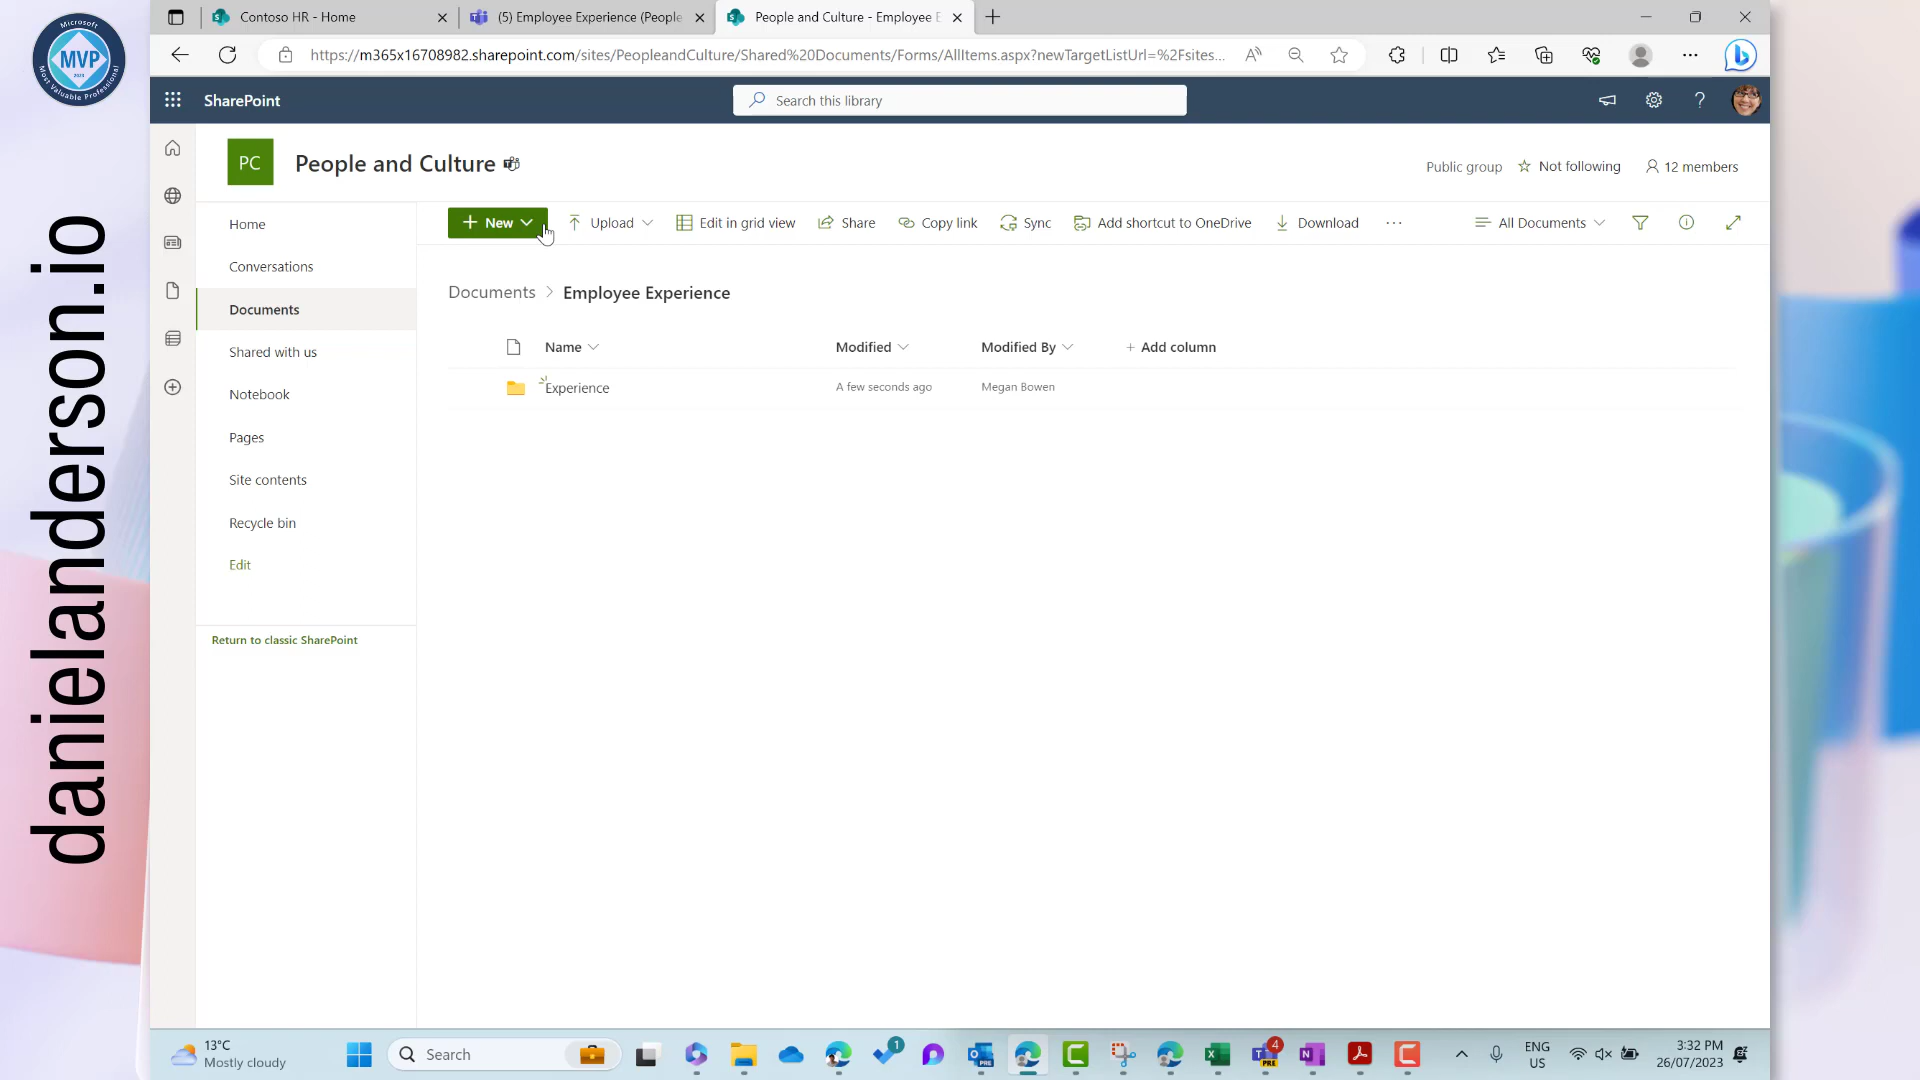 Microsoft
MVP
2023
Most Valuable Professional
danielanderson.io
Contoso HR - Home
(5) Employee Experience (People
People and Culture - Employee E
https://m365x16708982.sharepoint.com/sites/PeopleandCulture/Shared%20Documents/Forms/AllItems.aspx?newTargetListUrl=%2Fsites...
SharePoint
Search this library
PC
People and Culture
Public group
Not following
12 members
Home
Conversations
Documents
Shared with us
Notebook
Pages
Site contents
Recycle bin
Edit
Return to classic SharePoint
New
Upload
Edit in grid view
Share
Copy link
Sync
Add shortcut to OneDrive
Download
All Documents
Documents > Employee Experience
Name
Modified
Modified By
+ Add column
Experience
A few seconds ago
Megan Bowen
13°C
Mostly cloudy
Search
1
PRE
4
PRE
ENG
US
3:32 PM
26/07/2023